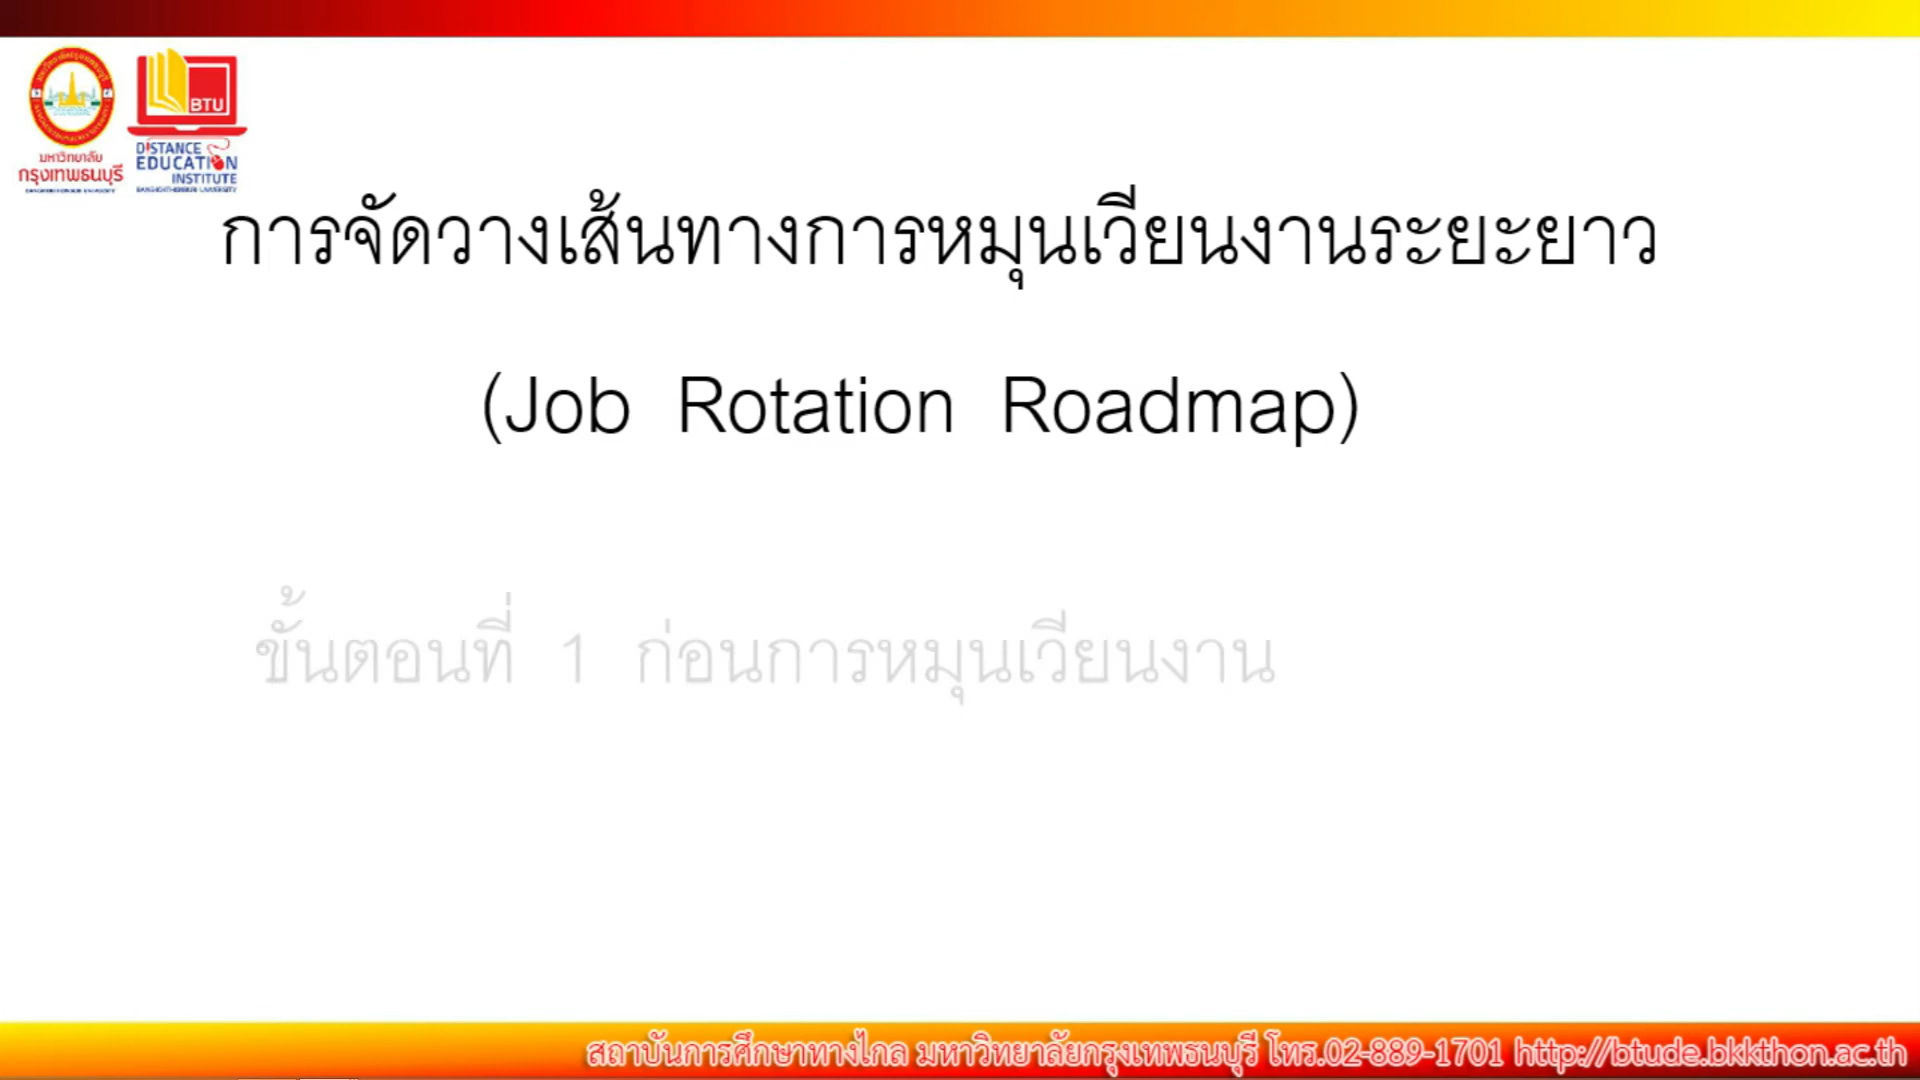 BTU
มหาวิทยาลัย
กรุงเทพธนบุรี
BANGKOKTHONBURI UNIVERSITY
DISTANCE
EDUCATION
INSTITUTE
BANGKOKTHONBURI UNIVERSITY
การจัดวางเส้นทางการหมุนเวียนงานระยะยาว
(Job Rotation Roadmap)
ขั้นตอนที่ 1 ก่อนการหมุนเวียนงาน
สถาบันการศึกษาทางไกล มหาวิทยาลัยกรุงเทพธนบุรี โทร.02-889-1701 http://btude.bkkthon.ac.th